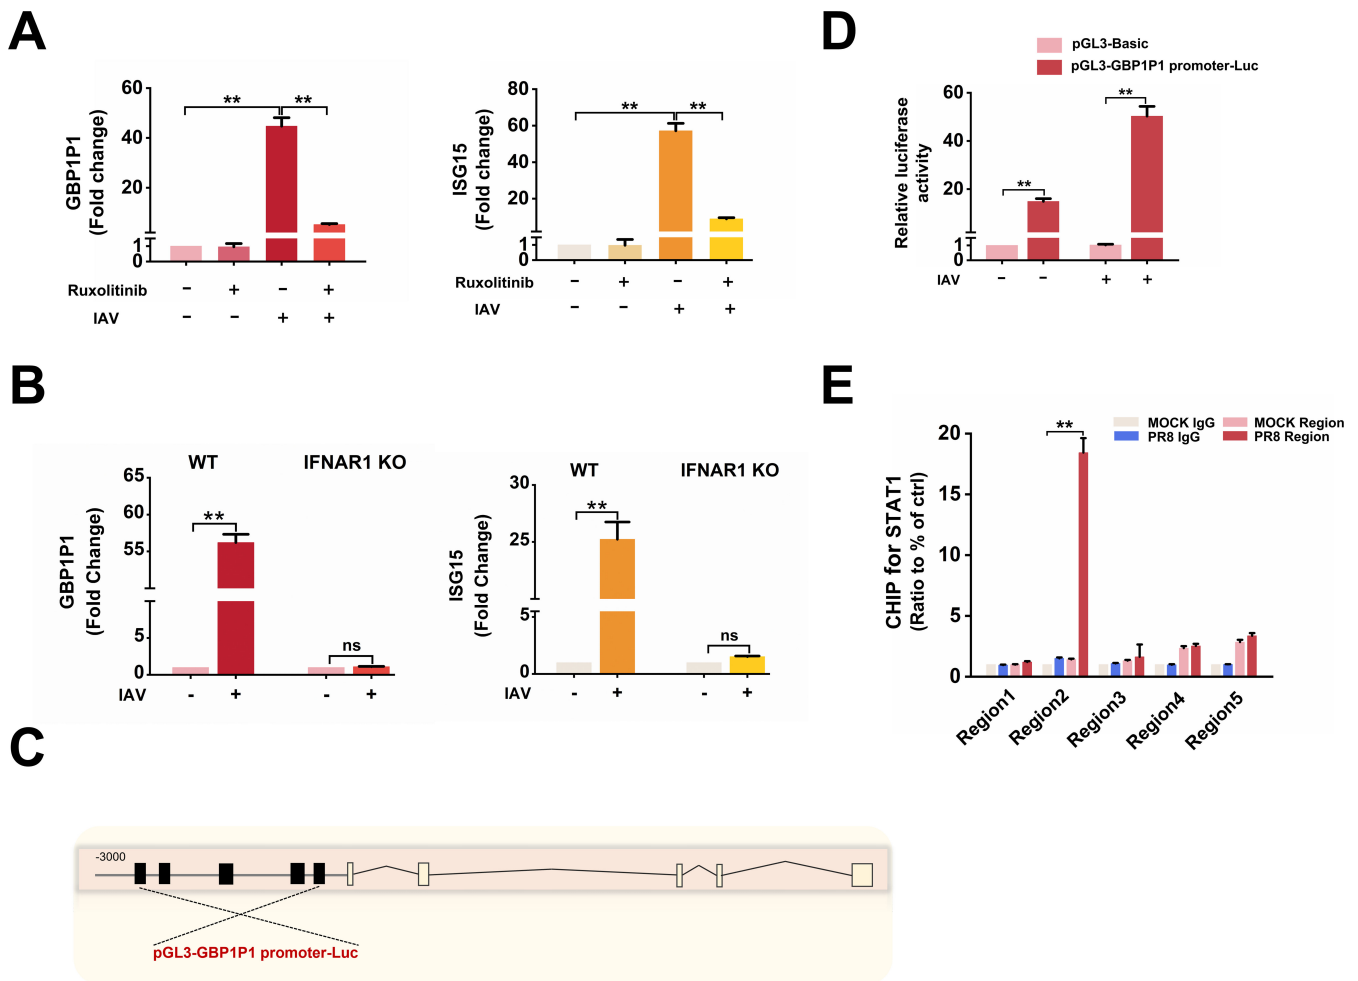 A
GBP1P1
(Fold change)
60
40
20
1
0
**
**
Ruxolitinib - + - +
IAV - - + +
ISG15
(Fold change)
80
60
40
20
1
0
**
**
Ruxolitinib - + - +
IAV - - + +
D
pGL3-Basic
pGL3-GBP1P1 promoter-Luc
Relative luciferase
activity
60
40
20
1
0
**
**
IAV - - + +
B
WT IFNAR1 KO
GBP1P1
(Fold Change)
65
60
55
5
0
**
ns
IAV - + - +
WT IFNAR1 KO
ISG15
(Fold Change)
30
25
5
0
**
ns
- + - +
E
MOCK IgG MOCK Region
PR8 IgG PR8 Region
CHIP for STAT1
(Ratio to % of ctrl)
20
15
10
5
0
**
Region1 Region2 Region3 Region4 Region5
C
-3000
pGL3-GBP1P1 promoter-Luc